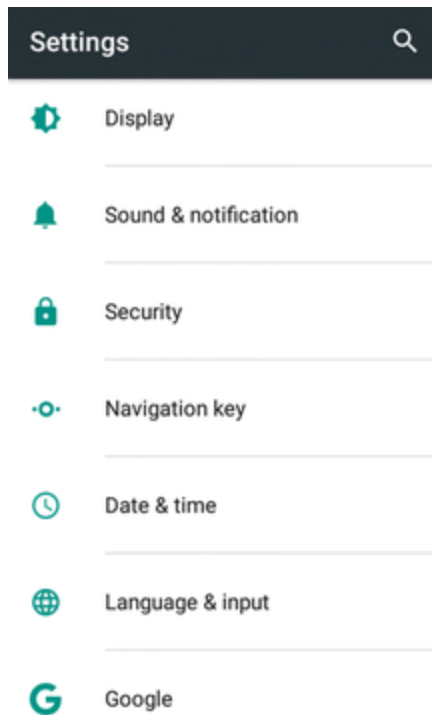 Settings
Display
Sound & notification
Security
Navigation key
Date & time
Language & input
Google